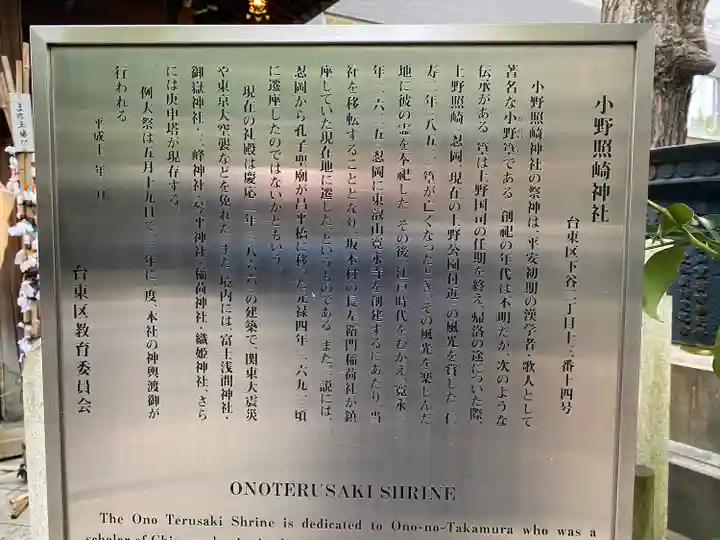 小野照崎神社
台東区下谷二丁目十三番十四号
小野照崎神社の祭神は、平安初期の漢学者・歌人として
著名な小野篁である。創祀の年代は不明だが、次のような
伝承がある。篁は上野国司の任期を終え、帰洛の途についた際、
上野照崎(忍岡、現在の上野公園付近)の風光を賞した。仁
寿二年(八五二)篁が亡くなったとき、その風光を楽しんだ
地に彼の霊を奉祀した。その後、江戸時代をむかえ、寛永二
年(一六二五)忍岡に東叡山寛永寺を創建するにあたり、当
社を移転することとなり、坂本村の長左衛門稲荷社が鎮
座していた現在地に遷した、というものである。また、一説には、
忍岡から孔子聖廟が昌平橋に移った元禄四年(一六九一)頃
に遷座したのではないかともいう。
現在の社殿は慶応二年(一八六六)の建築で、関東大震災
や東京大空襲などを免れた。また、境内には、富士浅間神社・
御嶽神社・三峰神社・琴平神社・稲荷神社・織姫神社、さら
には庚申塔が現存する。
例大祭は五月十九日で、三年に一度、本社の神輿渡御が
行われる。
平成十一年三月
台東区教育委員会
ONOTERUSAKI SHRINE
The Ono Terusaki Shrine is dedicated to Ono-no-Takamura who was a